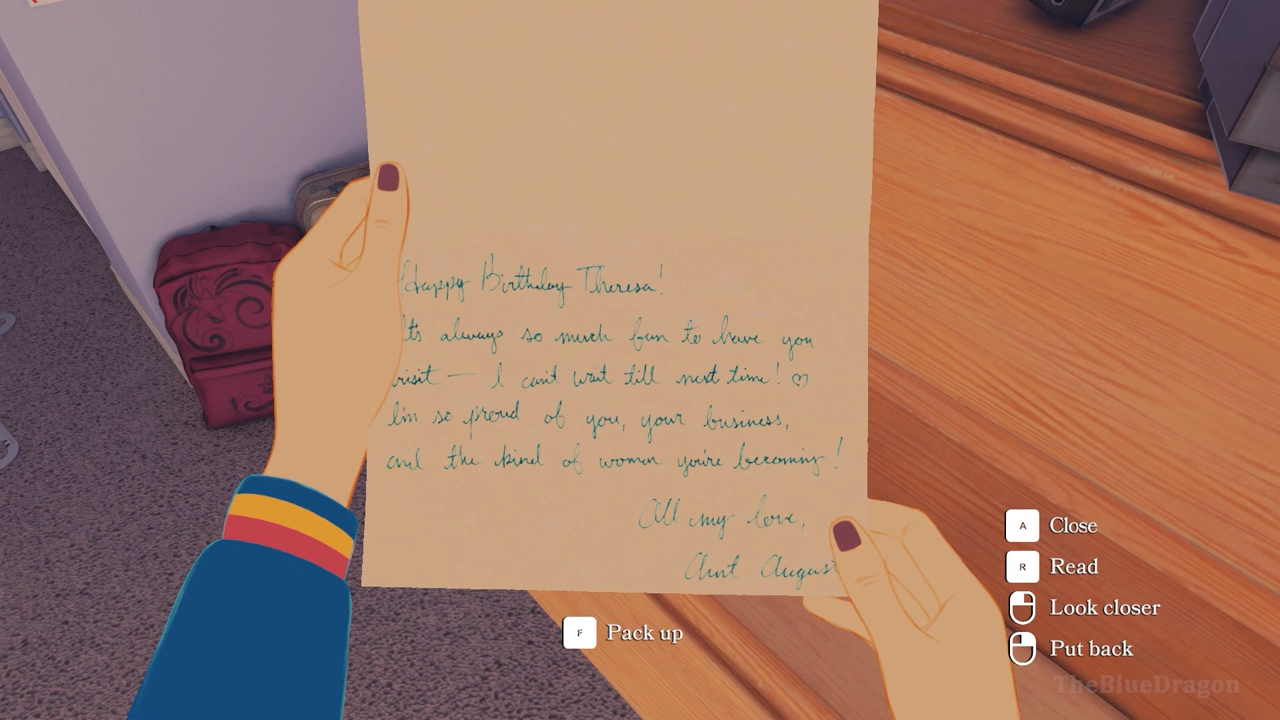 Happy Birthday Theresa!
It's always so much fun to have you
visit — I can't wait till next time! ♡
I'm so proud of you, your business,
and the kind of woman you're becoming!
All my love,
Aunt August
A Close
R Read
Look closer
Put back
F Pack up
TheBlueDragon